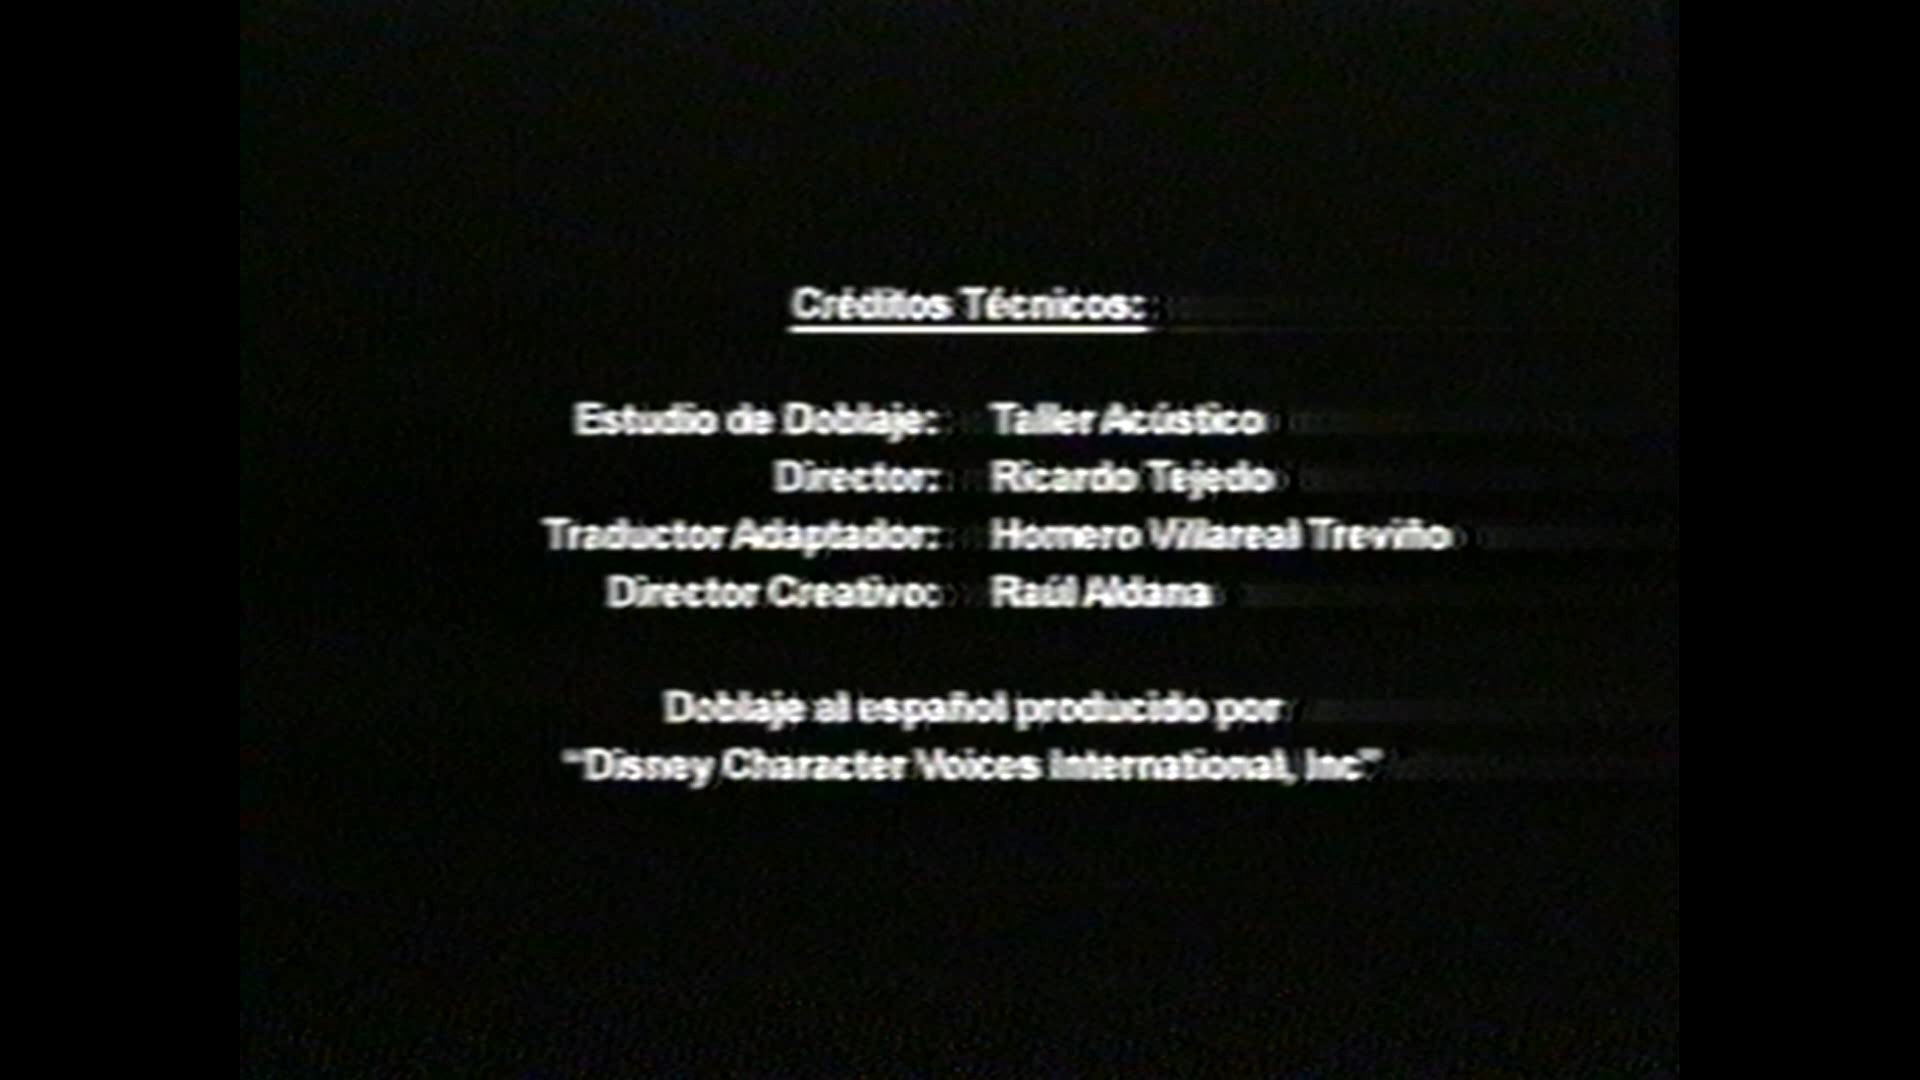 Créditos Técnicos:
Estudio de Doblaje: Taller Acústico
Director: Ricardo Tejedo
Traductor Adaptador: Homero Villareal Treviño
Director Creativo: Raúl Aldana
Doblaje al español producido por
"Disney Character Voices International, Inc"